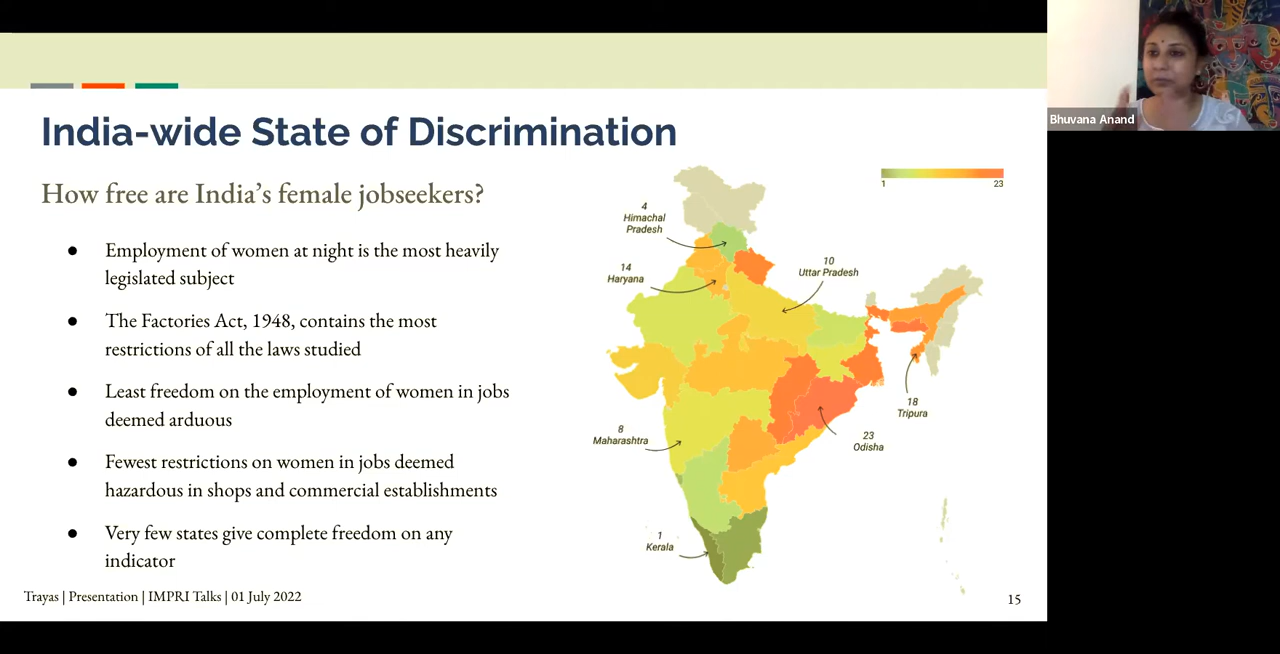 India-wide State of Discrimination
How free are India's female jobseekers?
● Employment of women at night is the most heavily
legislated subject
● The Factories Act, 1948, contains the most
restrictions of all the laws studied
● Least freedom on the employment of women in jobs
deemed arduous
● Fewest restrictions on women in jobs deemed
hazardous in shops and commercial establishments
● Very few states give complete freedom on any
indicator
1 23
4
Himachal
Pradesh
14
Haryana
10
Uttar Pradesh
18
Tripura
23
Odisha
8
Maharashtra
1
Kerala
Trayas | Presentation | IMPRI Talks | 01 July 2022
15
Bhuvana Anand